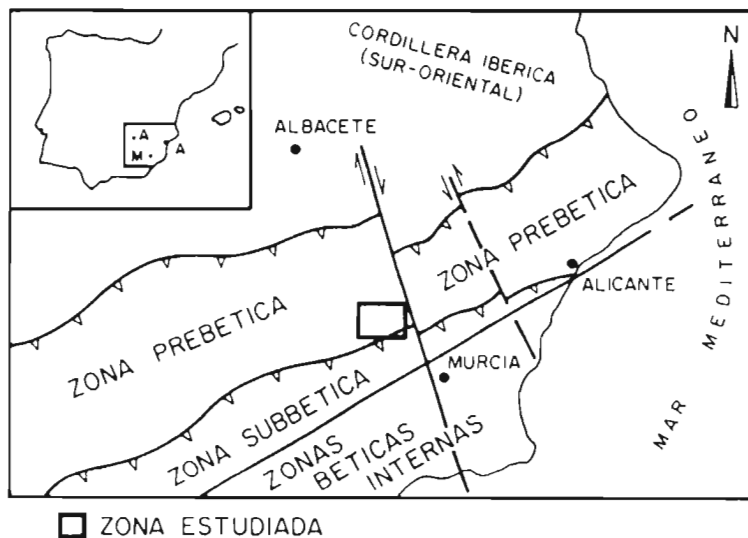 CORDILLERA IBERICA
(SUR-ORIENTAL)
N
A
M
A
ALBACETE
MAR MEDITERRANEO
ZONA PREBETICA
ALICANTE
ZONA PREBETICA
MURCIA
ZONA SUBBETICA
ZONAS
BETICAS
INTERNAS
ZONA ESTUDIADA